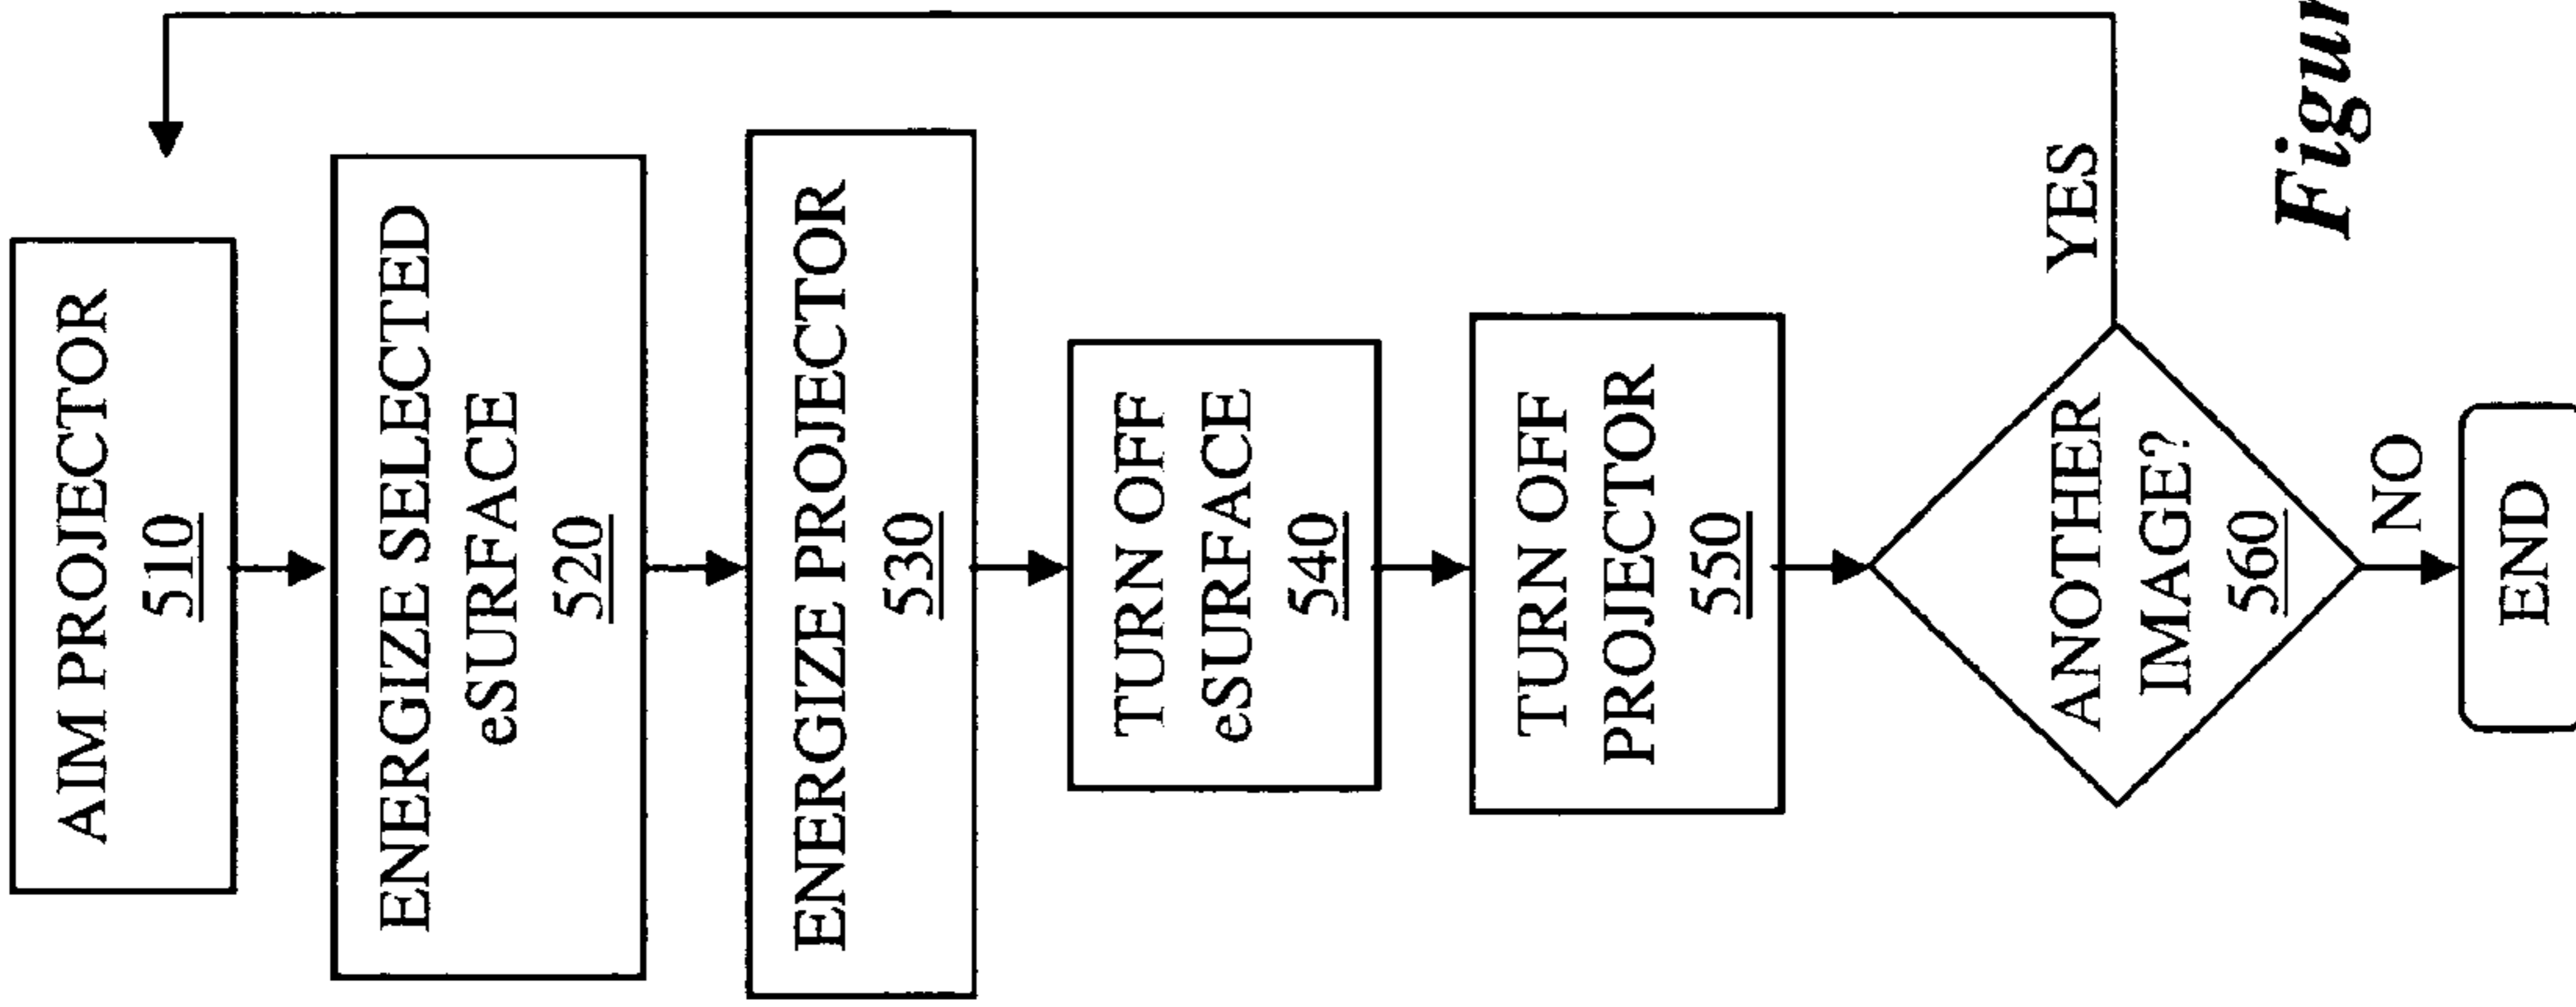 AIM PROJECTOR
510
ENERGIZE SELECTED
eSURFACE
520
ENERGIZE PROJECTOR
530
TURN OFF
eSURFACE
540
TURN OFF
PROJECTOR
550
ANOTHER
IMAGE?
560
YES
NO
END